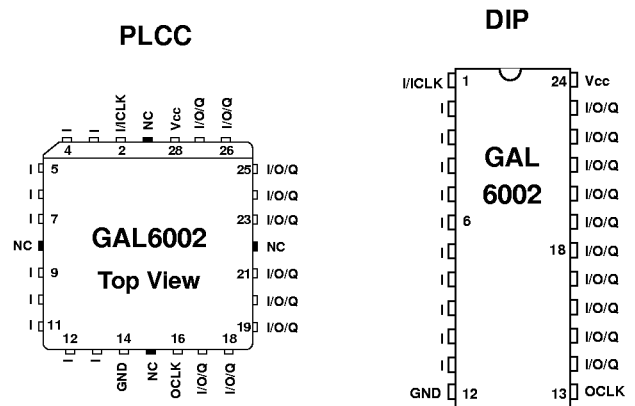 PLCC
I
I
I/ICLK
NC
Vcc
I/O/Q
I/O/Q
4
2
28
26
I
5
25
I/O/Q
I
I/O/Q
I
7
23
I/O/Q
NC
GAL6002
NC
I
9
Top View
21
I/O/Q
I
I/O/Q
I
11
19
I/O/Q
12
14
16
18
I
I
GND
NC
OCLK
I/O/Q
I/O/Q
DIP
I/ICLK
1
24
Vcc
I
I/O/Q
I
I/O/Q
I
GAL
I/O/Q
I
6002
I/O/Q
I
6
I/O/Q
I
18
I/O/Q
I
I/O/Q
I
I/O/Q
I
I/O/Q
I
I/O/Q
GND
12
13
OCLK